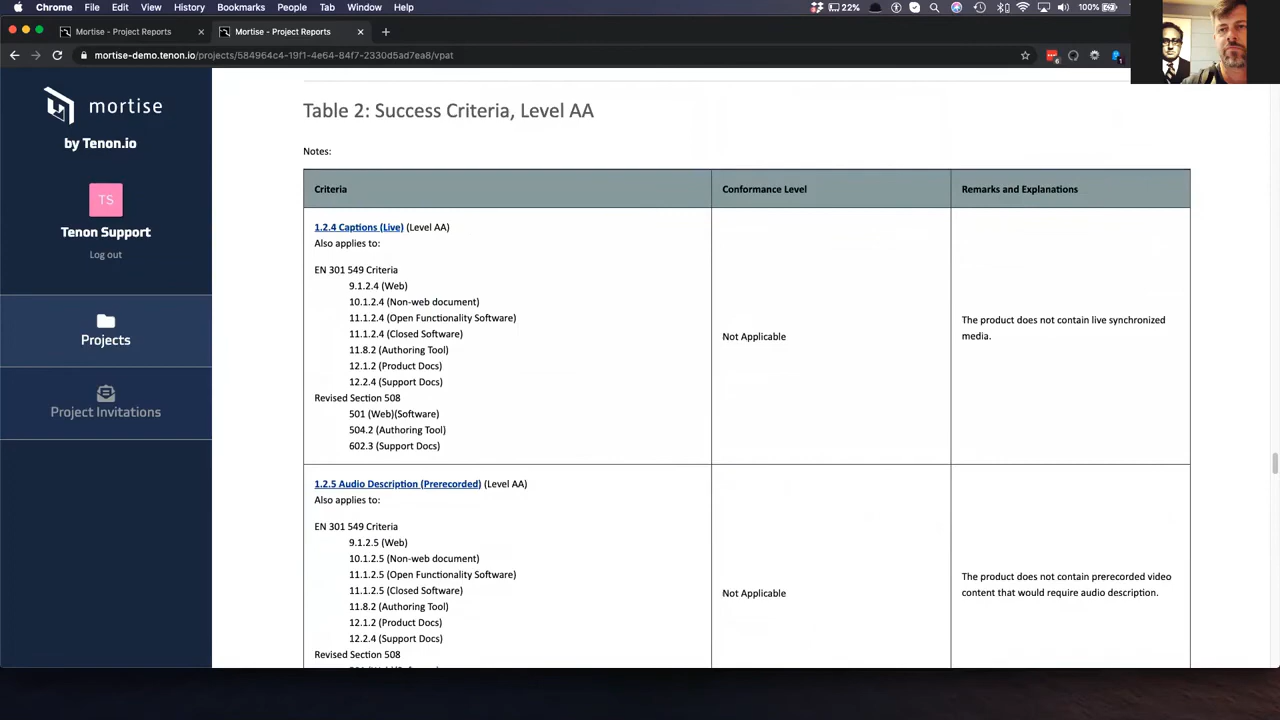 Chrome File Edit View History Bookmarks People Tab Window Help 22% 100%
Mortise - Project Reports
Mortise - Project Reports
mortise-demo.tenon.io/projects/584964c4-19f1-4e64-84f7-2330d5ad7ea8/vpat
mortise
by Tenon.io
TS
Tenon Support
Log out
Projects
Project Invitations
Table 2: Success Criteria, Level AA
Notes:
Criteria Conformance Level Remarks and Explanations
1.2.4 Captions (Live) (Level AA)
Also applies to:
EN 301 549 Criteria
9.1.2.4 (Web)
10.1.2.4 (Non-web document)
11.1.2.4 (Open Functionality Software)
11.1.2.4 (Closed Software)
11.8.2 (Authoring Tool)
12.1.2 (Product Docs)
12.2.4 (Support Docs)
Revised Section 508
501 (Web)(Software)
504.2 (Authoring Tool)
602.3 (Support Docs)
Not Applicable
The product does not contain live synchronized
media.
1.2.5 Audio Description (Prerecorded) (Level AA)
Also applies to:
EN 301 549 Criteria
9.1.2.5 (Web)
10.1.2.5 (Non-web document)
11.1.2.5 (Open Functionality Software)
11.1.2.5 (Closed Software)
11.8.2 (Authoring Tool)
12.1.2 (Product Docs)
12.2.4 (Support Docs)
Revised Section 508
Not Applicable
The product does not contain prerecorded video
content that would require audio description.